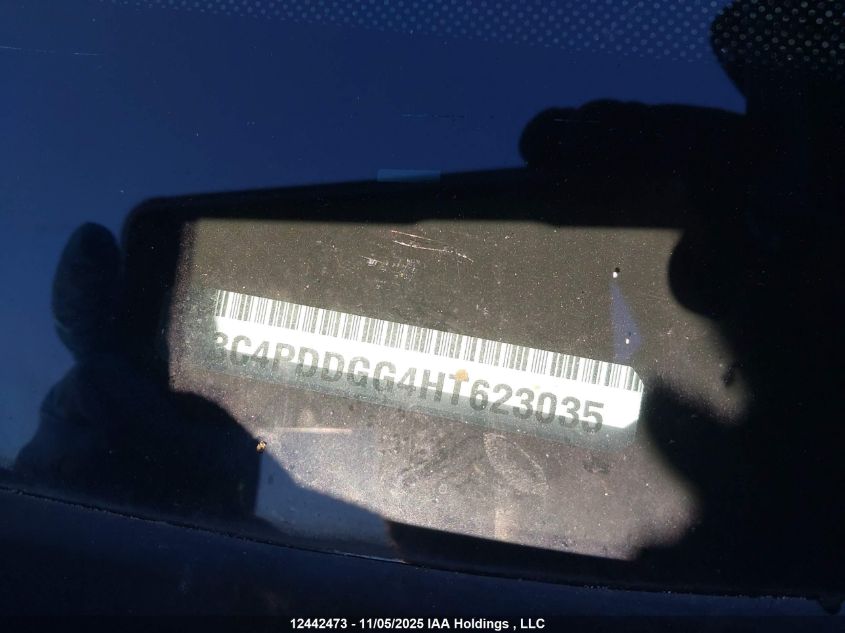 3C4PDDGG4HT623035
12442473 - 11/05/2025 IAA Holdings , LLC